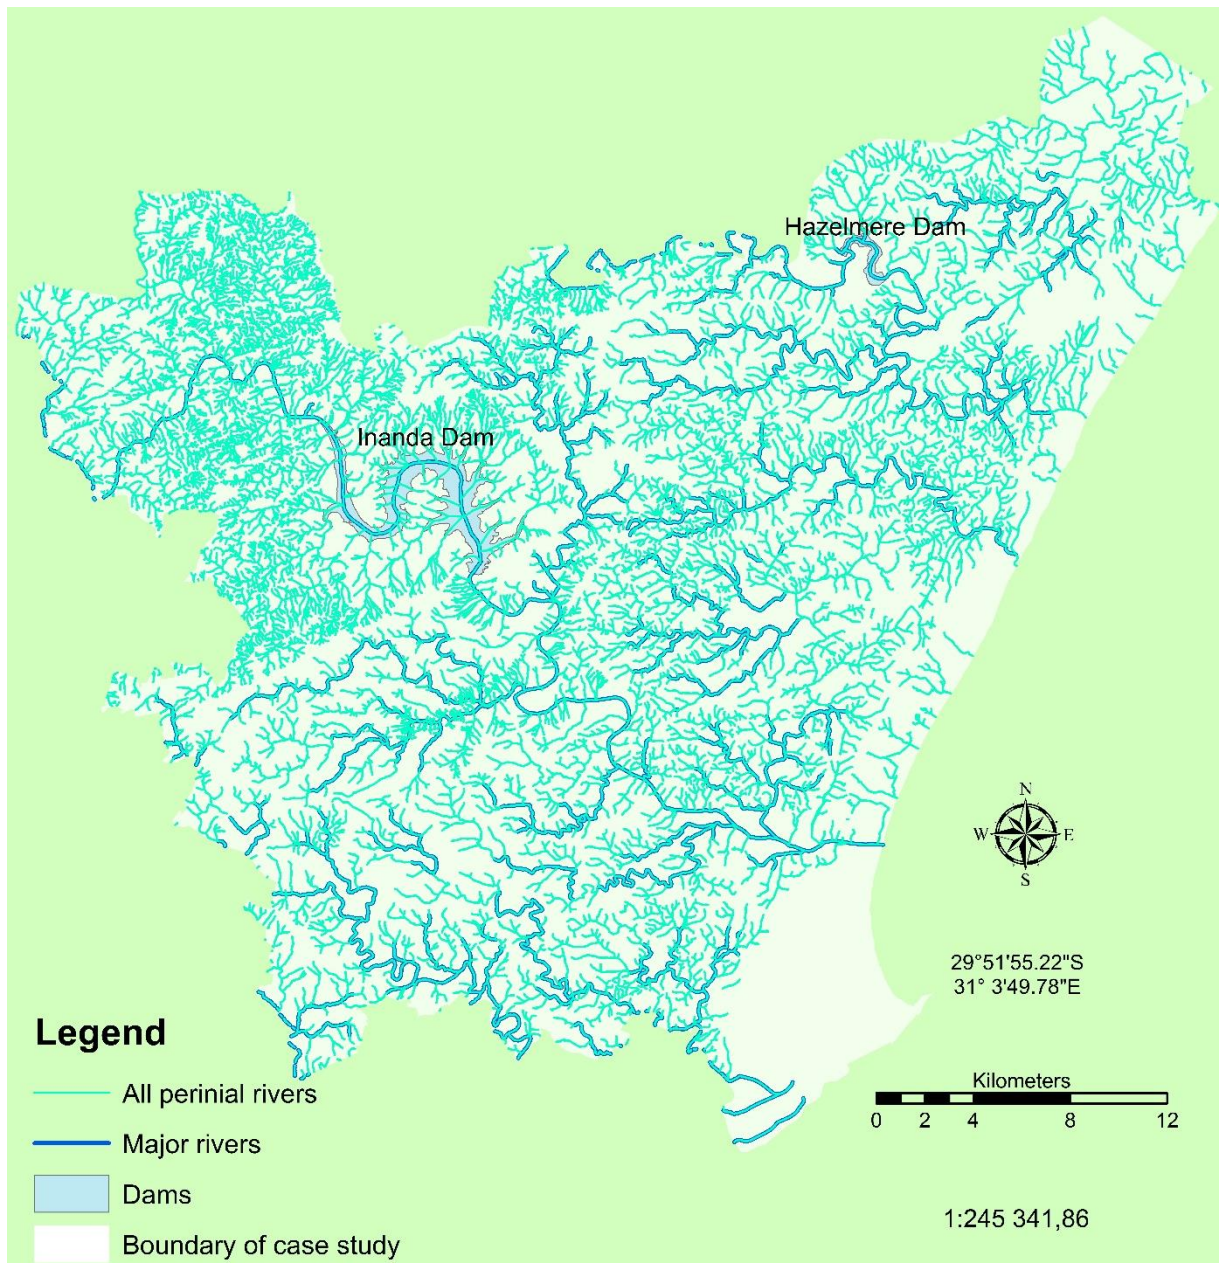 Hazelmere Dam
Inanda Dam
N
W E
S
29°51'55.22"S
31° 3'49.78"E
Legend
All perinial rivers
Major rivers
Dams
Boundary of case study
Kilometers
0 2 4 8 12
1:245 341,86